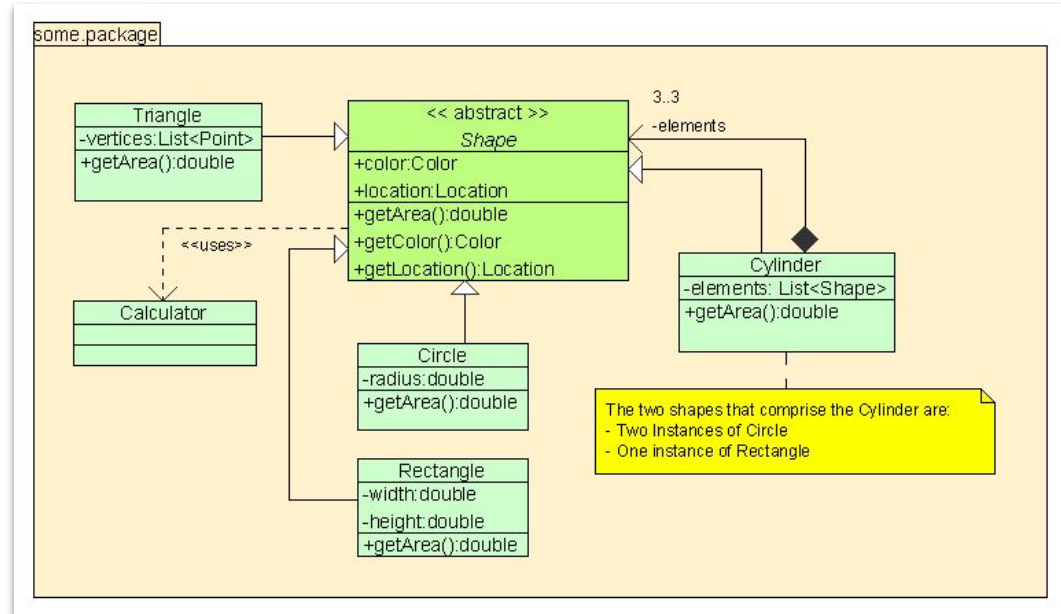 some.package
Triangle
-vertices:List<Point>
+getArea():double
<< abstract >>
Shape
+color:Color
+location:Location
+getArea():double
+getColor():Color
+getLocation():Location
3..3
-elements
<<uses>>
Calculator
Cylinder
-elements: List<Shape>
+getArea():double
Circle
-radius:double
+getArea():double
The two shapes that comprise the Cylinder are:
- Two Instances of Circle
- One instance of Rectangle
Rectangle
-width:double
-height:double
+getArea():double